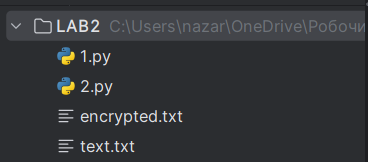 LAB2 C:\Users\nazar\OneDrive\Робочи
1.py
2.py
encrypted.txt
text.txt